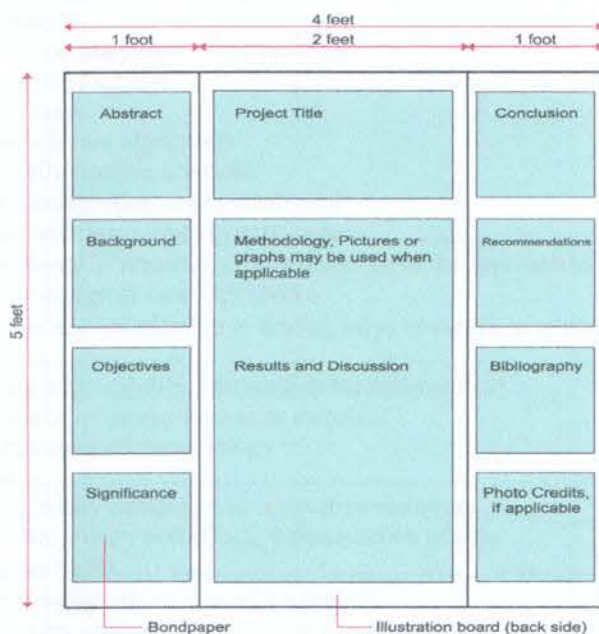 4 feet
1 foot
2 feet
1 foot
5 feet
Abstract
Background
Objectives
Significance
Project Title
Methodology, Pictures or
graphs may be used when
applicable
Results and Discussion
Conclusion
Recommendations
Bibliography
Photo Credits,
if applicable
Bondpaper
Illustration board (back side)